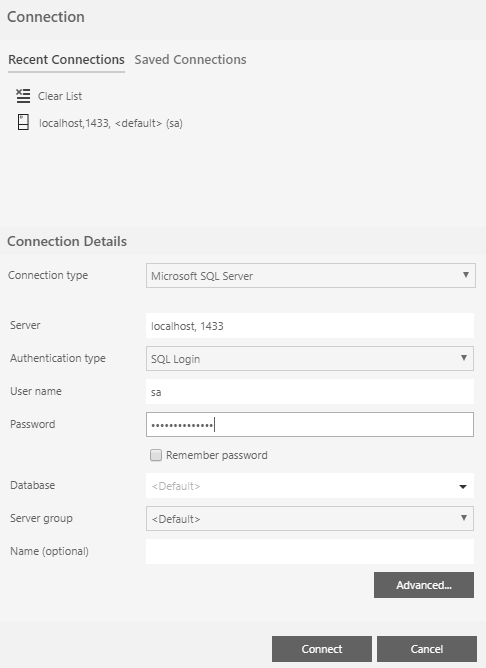 Connection
Recent Connections Saved Connections
Clear List
localhost,1433, <default> (sa)
Connection Details
Connection type Microsoft SQL Server
Server localhost, 1433
Authentication type SQL Login
User name sa
Password ••••••••••••••
Remember password
Database <Default>
Server group <Default>
Name (optional)
Advanced...
Connect Cancel